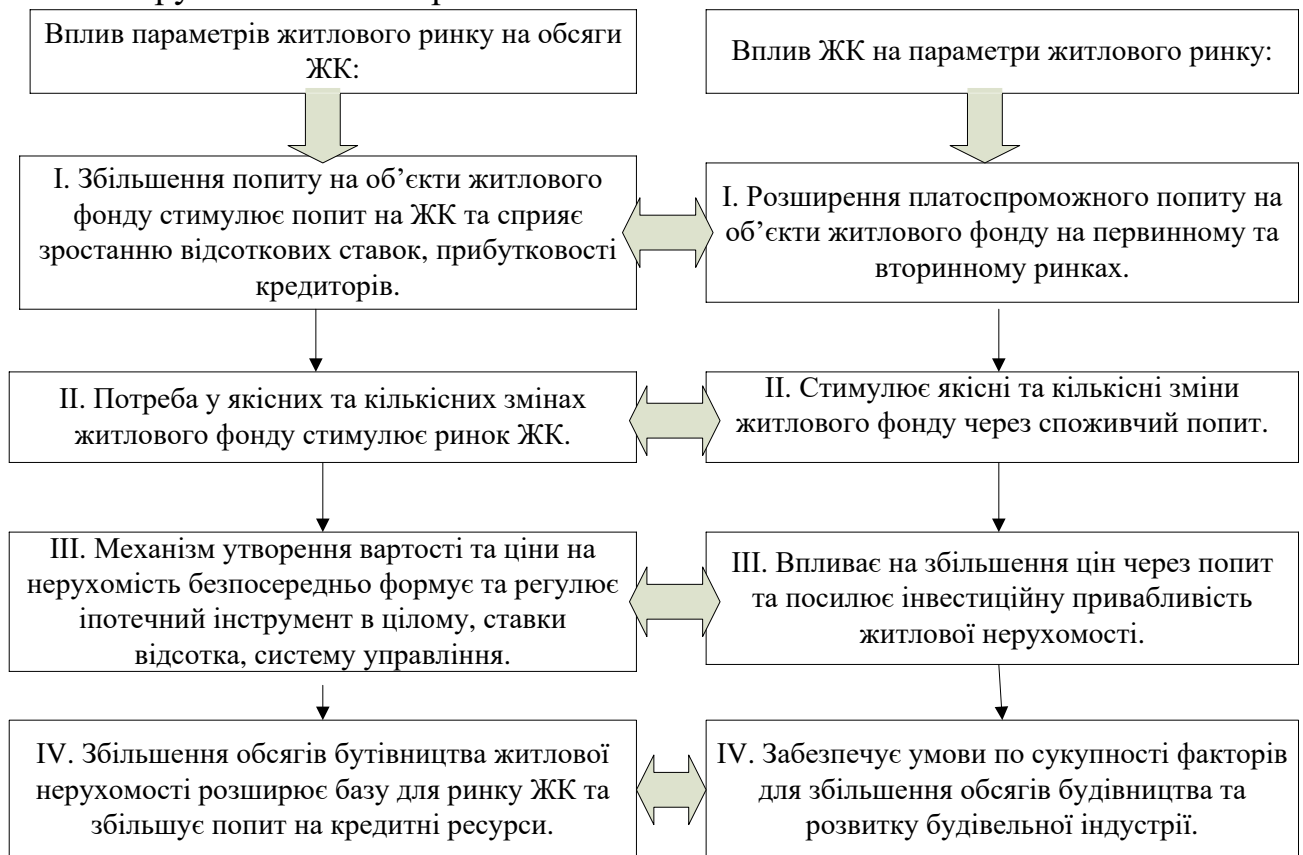 Вплив параметрів житлового ринку на обсяги
ЖК:
Вплив ЖК на параметри житлового ринку:
І. Збільшення попиту на об’єкти житлового
фонду стимулює попит на ЖК та сприяє
зростанню відсоткових ставок, прибутковості
кредиторів.
І. Розширення платоспроможного попиту на
об’єкти житлового фонду на первинному та
вторинному ринках.
ІІ. Потреба у якісних та кількісних змінах
житлового фонду стимулює ринок ЖК.
ІІ. Стимулює якісні та кількісні зміни
житлового фонду через споживчий попит.
ІІІ. Механізм утворення вартості та ціни на
нерухомість безпосередньо формує та регулює
іпотечний інструмент в цілому, ставки
відсотка, систему управління.
ІІІ. Впливає на збільшення цін через попит
та посилює інвестиційну привабливість
житлової нерухомості.
IV. Збільшення обсягів бутівництва житлової
нерухомості розширює базу для ринку ЖК та
збільшує попит на кредитні ресурси.
IV. Забезпечує умови по сукупності факторів
для збільшення обсягів будівництва та
розвитку будівельної індустрії.